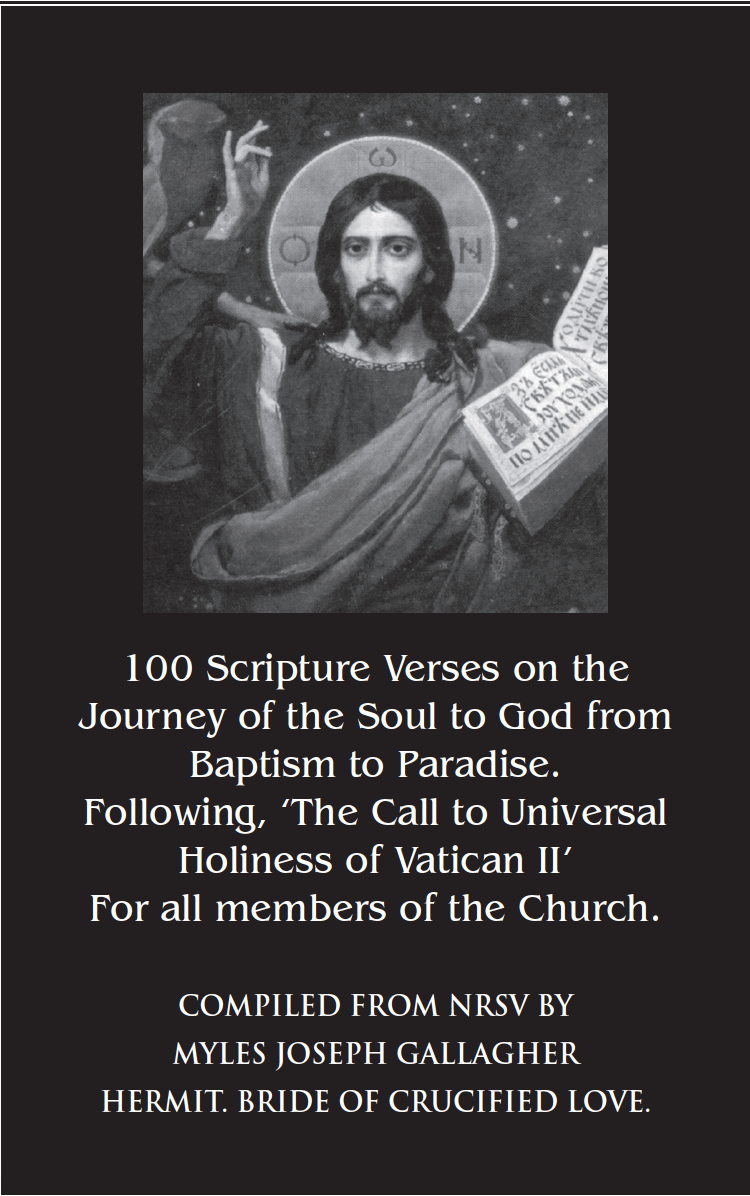 ѡ
О N
100 Scripture Verses on the
Journey of the Soul to God from
Baptism to Paradise.
Following, ‘The Call to Universal
Holiness of Vatican II’
For all members of the Church.
COMPILED FROM NRSV BY
MYLES JOSEPH GALLAGHER
HERMIT. BRIDE OF CRUCIFIED LOVE.